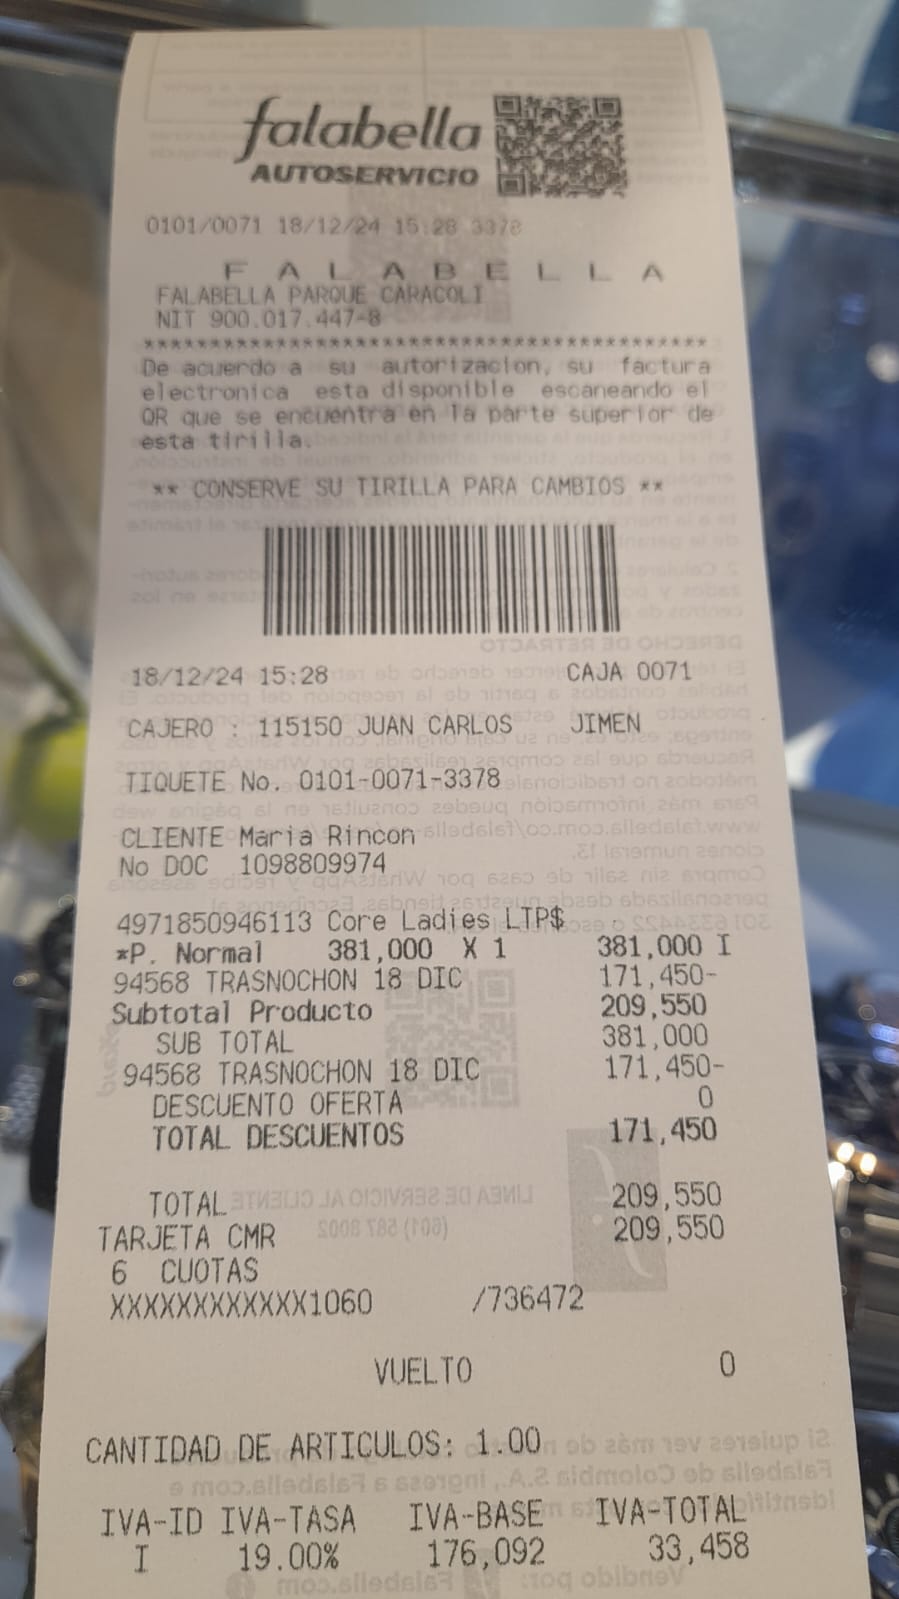 falabella
AUTOSERVICIO
0101/0071 18/12/24 15:28 3378
F A L A B E L L A
FALABELLA PARQUE CARACOLI
NIT 900.017.447-8
******************************************
De acuerdo a su autorizacion, su factura
electronica esta disponible escaneando el
QR que se encuentra en la parte superior de
esta tirilla.
** CONSERVE SU TIRILLA PARA CAMBIOS **
18/12/24 15:28 CAJA 0071
CAJERO : 115150 JUAN CARLOS JIMEN
TIQUETE No. 0101-0071-3378
CLIENTE Maria Rincon
No DOC 1098809974
4971850946113 Core Ladies LTP$
*P. Normal 381,000 X 1 381,000 I
94568 TRASNOCHON 18 DIC 171,450-
Subtotal Producto 209,550
SUB TOTAL 381,000
94568 TRASNOCHON 18 DIC 171,450-
DESCUENTO OFERTA 0
TOTAL DESCUENTOS 171,450
TOTAL 209,550
TARJETA CMR 209,550
6 CUOTAS
XXXXXXXXXXXX1060 /736472
VUELTO 0
CANTIDAD DE ARTICULOS: 1.00
IVA-ID IVA-TASA IVA-BASE IVA-TOTAL
I 19.00% 176,092 33,458